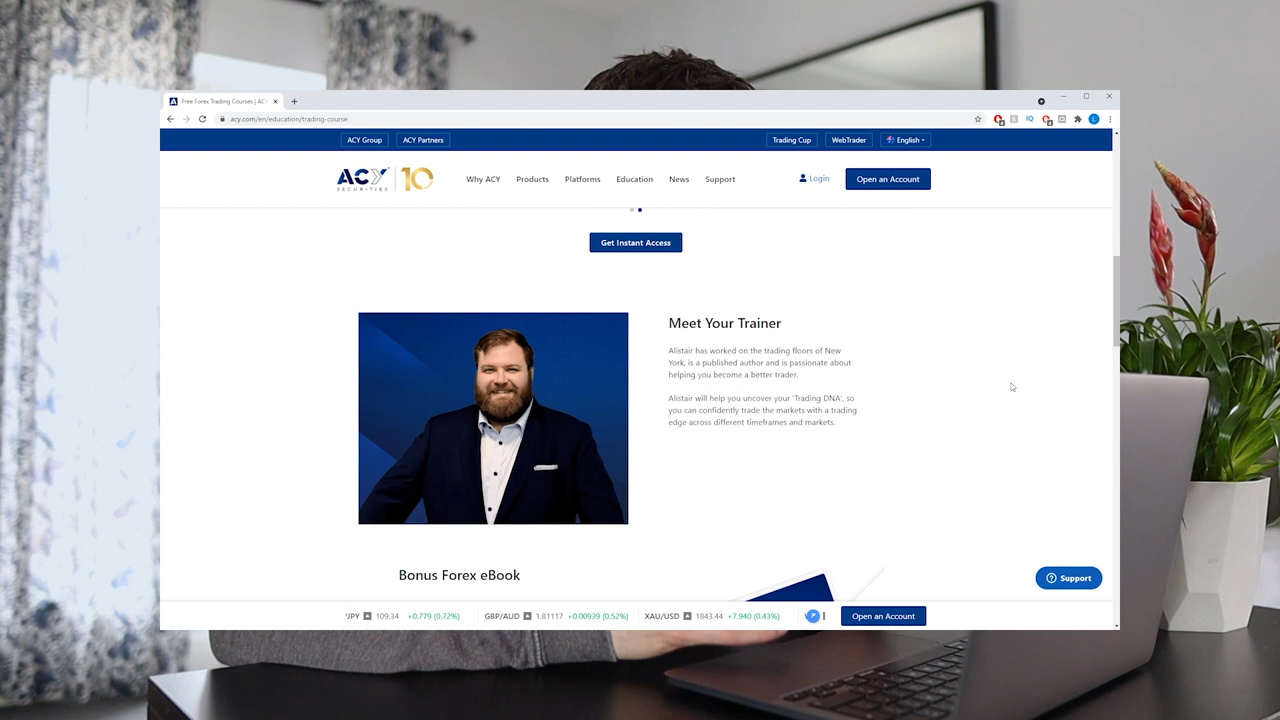 Free Forex Trading Courses | ACY
acy.com/en/education/trading-course
ACY Group
ACY Partners
Trading Cup
WebTrader
English
ACY
SECURITIES
10
Why ACY
Products
Platforms
Education
News
Support
Login
Open an Account
Get Instant Access
Meet Your Trainer
Alistair has worked on the trading floors of New
York, is a published author and is passionate about
helping you become a better trader.
Alistair will help you uncover your 'Trading DNA', so
you can confidently trade the markets with a trading
edge across different timeframes and markets.
Bonus Forex eBook
Support
JPY 109.34 +0.779 (0.72%)
GBP/AUD 1.81117 +0.00939 (0.52%)
XAU/USD 1843.44 +7.940 (0.43%)
Open an Account